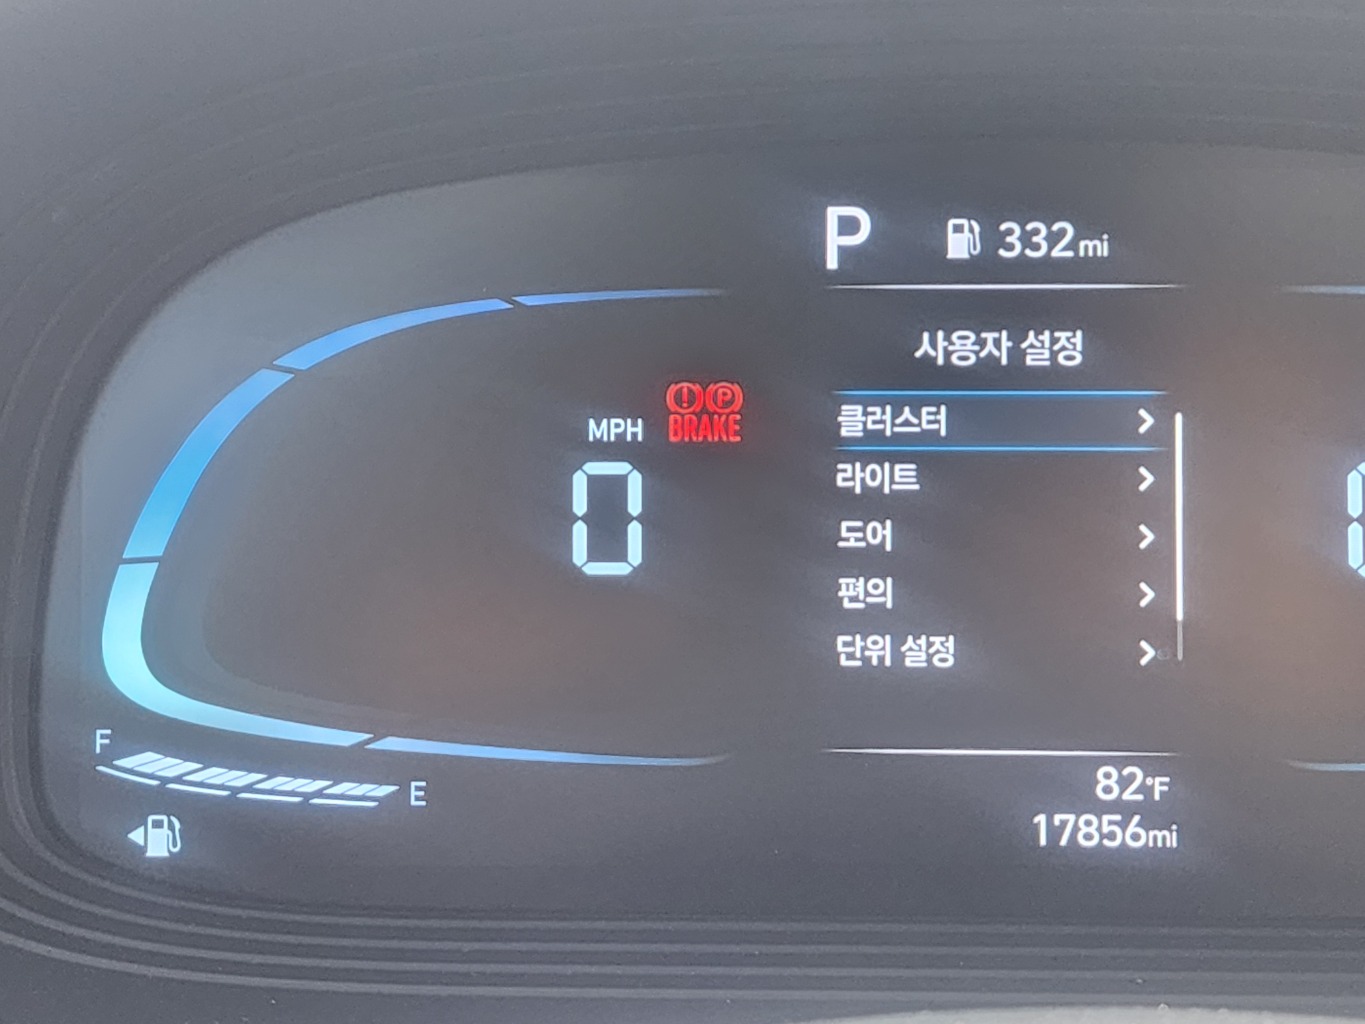 P 332mi
사용자 설정
클러스터
라이트
도어
편의
단위 설정
MPH
BRAKE
0
F
E
82°F
17856mi